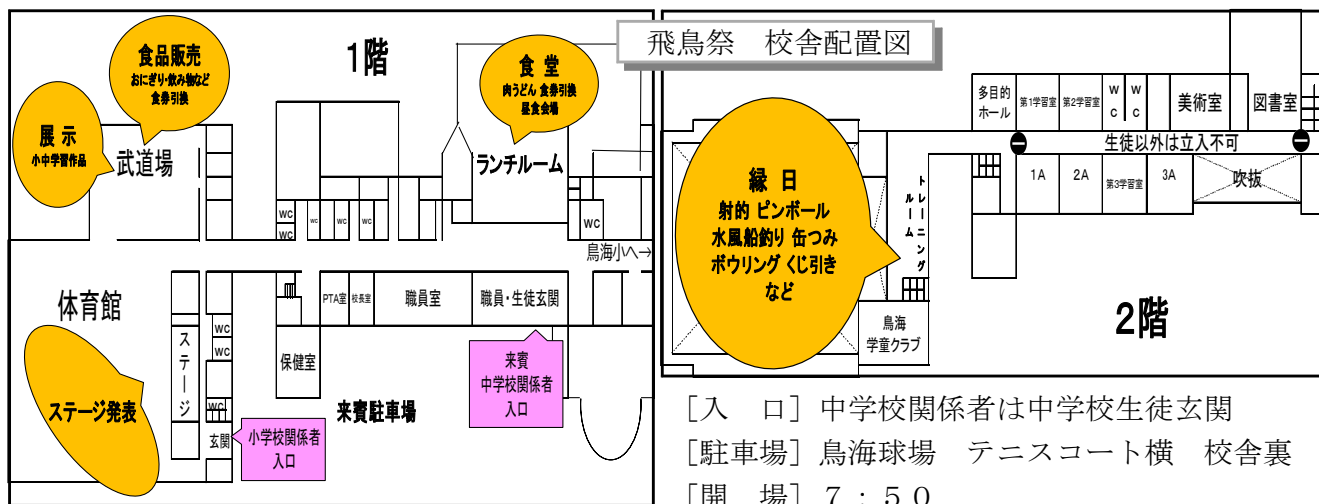 飛鳥祭　校舎配置図
1階
食品販売
おにぎり・飲み物など
食券引換
展 示
小中学習作品
武道場
食 堂
肉うどん 食券引換
昼食会場
ランチルーム
WC
WC
WC
WC
WC
WC
鳥海小へ→
体育館
ステージ
ステージ発表
WC
WC
WC
玄関
小学校関係者
入口
PTA室
校長室
職員室
職員・生徒玄関
保健室
来賓駐車場
来賓
中学校関係者
入口
多目的
ホール
第1学習室
第2学習室
WC
WC
美術室
図書室
生徒以外は立入不可
1A
2A
第3学習室
3A
吹抜
縁 日
射的 ピンボール
水風船釣り 缶つみ
ボウリング くじ引き
など
トレーニング
ルーム
鳥海
学童クラブ
2階
［入　口］中学校関係者は中学校生徒玄関
［駐車場］鳥海球場　テニスコート横　校舎裏
［開　場］７：５０